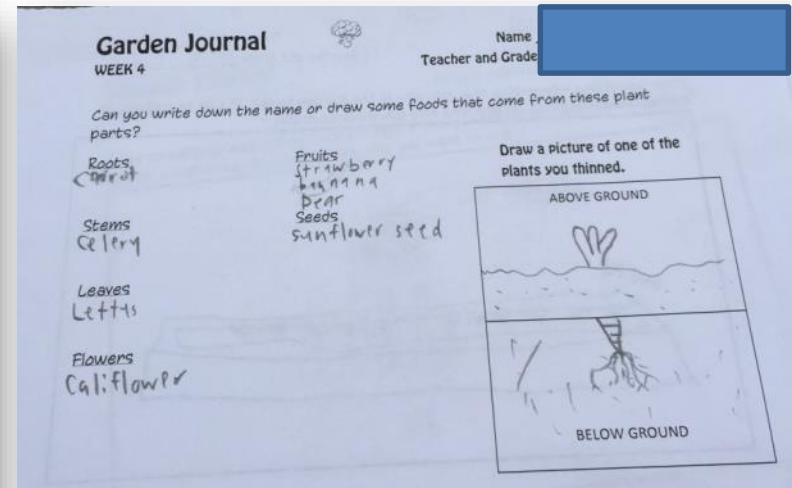 Garden Journal
WEEK 4
Name
Teacher and Grade
Can you write down the name or draw some foods that come from these plant
parts?
Roots
Carrot
Stems
Celery
Leaves
Lettis
Flowers
Califlower
Fruits
strawberry
banana
pear
Seeds
sunflower seed
Draw a picture of one of the
plants you thinned.
ABOVE GROUND
BELOW GROUND